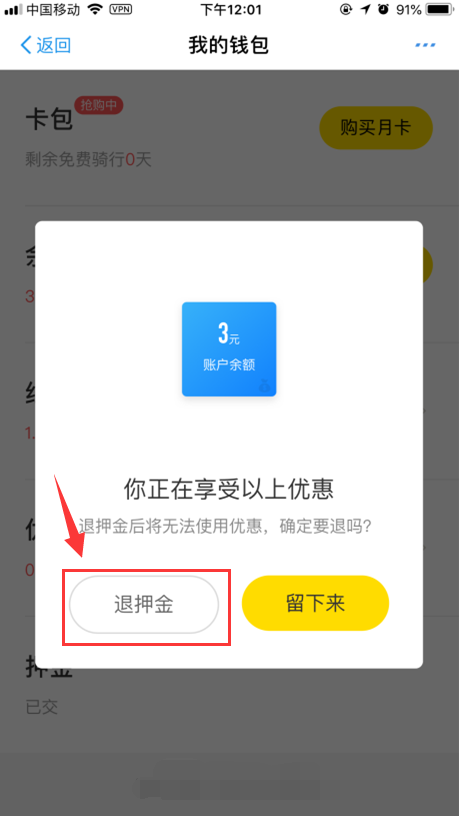 中国移动 VPN 下午12:01 91%
返回 我的钱包
卡包 抢购中 购买月卡
剩余免费骑行0天
3
1.
0
3元
账户余额
你正在享受以上优惠
退押金后将无法使用优惠，确定要退吗?
退押金 留下来
押金
已交